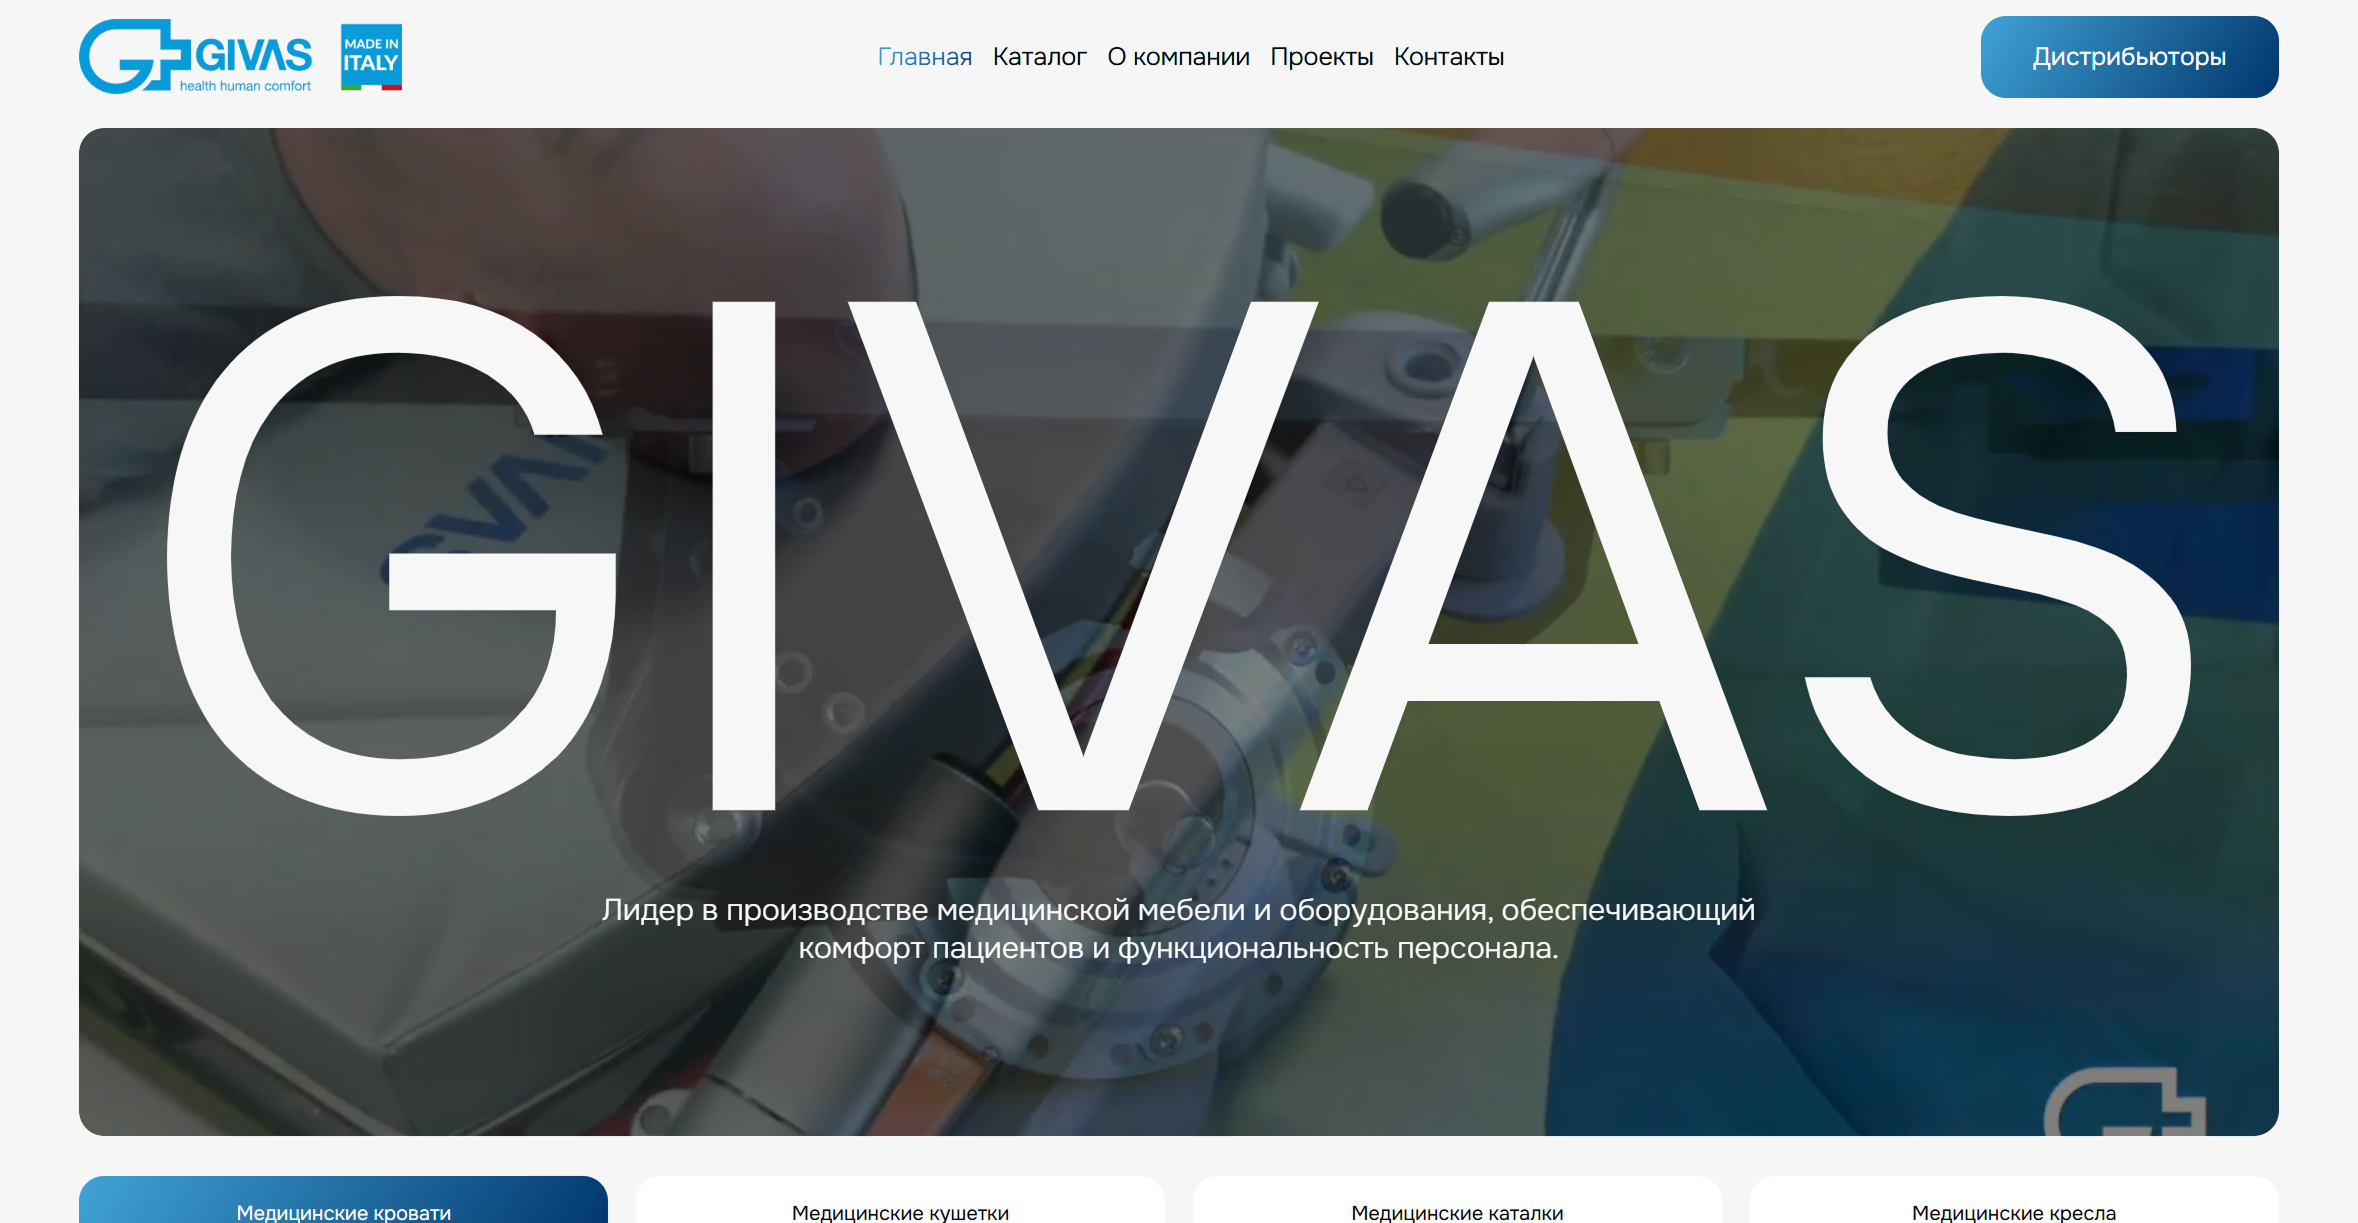 GIVAS
health human comfort
MADE IN
ITALY
Главная Каталог О компании Проекты Контакты
Дистрибьюторы
GIVAS
Лидер в производстве медицинской мебели и оборудования, обеспечивающий
комфорт пациентов и функциональность персонала.
Медицинские кровати
Медицинские кушетки
Медицинские каталки
Медицинские кресла